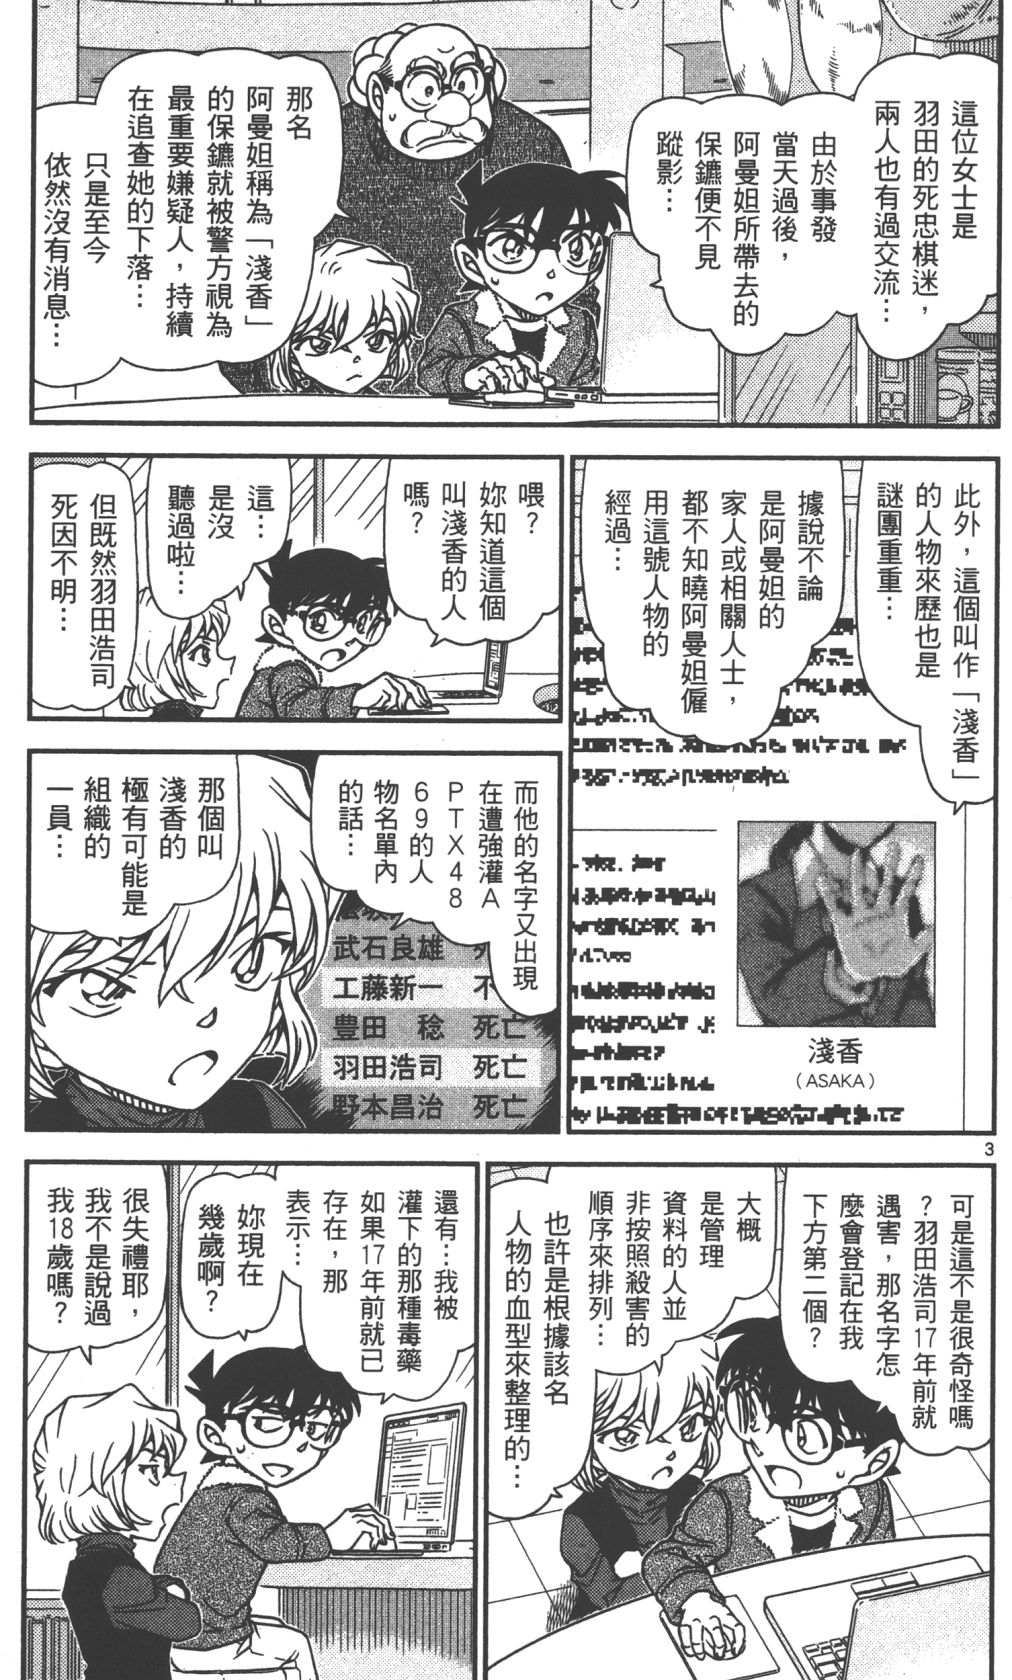 這位女士是
羽田的死忠棋迷，
兩人也有過交流…
由於事發
當天過後，
阿曼妲所帶去的
保鑣便不見
蹤影…
那名
阿曼妲稱為「淺香」
的保鑣就被警方視為
最重要嫌疑人，持續
在追查她的下落…
只是至今
依然沒有消息…
此外，這個叫作「淺香」
的人物來歷也是
謎團重重…
據說不論
是阿曼妲的
家人或相關人士，
都不知曉阿曼妲僱
用這號人物的
經過…
淺香
（ASAKA）
喂？
妳知道這個
叫淺香的人
嗎？
這…
是沒
聽過啦…
但既然羽田浩司
死因不明…
而他的名字又出現
在遭強灌A
PTX48
69的人
物名單內
的話…
武石良雄
工藤新一 不
豊田 稔 死亡
羽田浩司 死亡
野本昌治 死亡
那個叫
淺香的
極有可能是
組織的
一員…
3
可是這不是很奇怪嗎
？羽田浩司17年前就
遇害，那名字怎
麼會登記在我
下方第二個？
大概
是管理
資料的人並
非按照殺害的
順序來排列…
也許是根據該名
人物的血型來整理的…
還有…我被
灌下的那種毒藥
如果17年前就已
存在，那
表示…
妳現在
幾歲啊？
很失禮耶，
我不是說過
我18歲嗎？